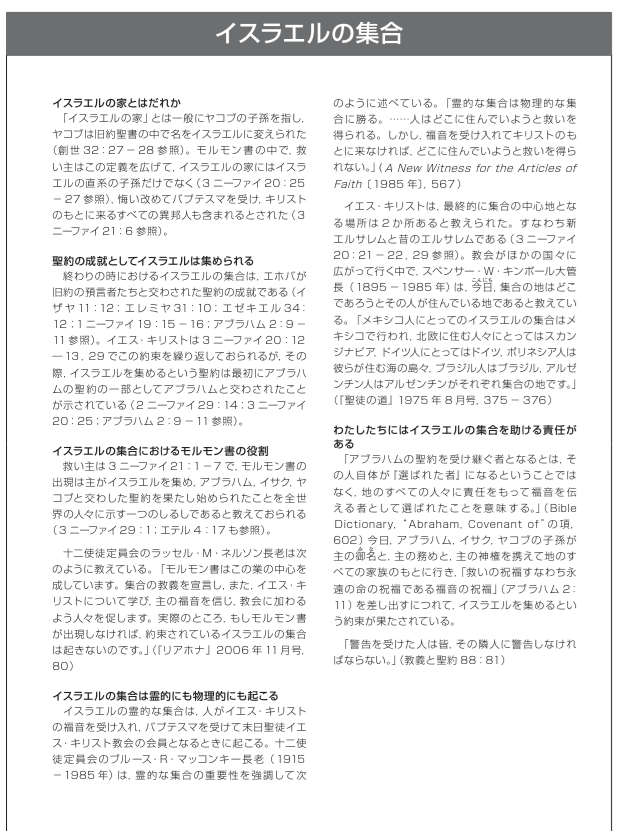 イスラエルの集合
イスラエルの家とはだれか
「イスラエルの家」とは一般にヤコブの子孫を指し,
ヤコブは旧約聖書の中で名をイスラエルに変えられた
(創世 32:27-28 参照)。モルモン書の中で, 救
い主はこの定義を広げて, イスラエルの家にはイスラ
エルの直系の子孫だけでなく(3 ニーファイ 20:25
-27 参照), 悔い改めてバプテスマを受け, キリスト
のもとに来るすべての異邦人も含まれるとされた(3
ニーファイ 21:6 参照)。
聖約の成就としてイスラエルは集められる
終わりの時におけるイスラエルの集合は, エホバが
旧約の預言者たちと交わされた聖約の成就である(イ
ザヤ 11:12;エレミヤ 31:10;エゼキエル 34:
12;1 ニーファイ 19:15-16;アブラハム 2:9-
11 参照)。イエス・キリストは 3 ニーファイ 20:12
—13, 29 でこの約束を繰り返しておられるが, その
際, イスラエルを集めるという聖約は最初にアブラハ
ムの聖約の一部としてアブラハムと交わされたこと
が示されている(2 ニーファイ 29:14;3 ニーファイ
20:25;アブラハム 2:9-11 参照)。
イスラエルの集合におけるモルモン書の役割
救い主は 3 ニーファイ 21:1-7 で, モルモン書の
出現は主がイスラエルを集め, アブラハム, イサク, ヤ
コブと交わした聖約を果たし始められたことを全世
界の人々に示す一つのしるしであると教えておられる
(3 ニーファイ 29:1;エテル 4:17 も参照)。
十二使徒定員会のラッセル・M・ネルソン長老は次
のように教えている。「モルモン書はこの業の中心を
成しています。集合の教義を宣言し, また, イエス・キ
リストについて学び, 主の福音を信じ, 教会に加わる
よう人々を促します。実際のところ, もしモルモン書
が出現しなければ, 約束されているイスラエルの集合
は起きないのです。」(『リアホナ』2006 年 11 月号,
80)
イスラエルの集合は霊的にも物理的にも起こる
イスラエルの霊的な集合は, 人がイエス・キリスト
の福音を受け入れ, バプテスマを受けて末日聖徒イエ
ス・キリスト教会の会員となるときに起こる。十二使
徒定員会のブルース・R・マッコンキー長老(1915
-1985 年)は, 霊的な集合の重要性を強調して次
のように述べている。「霊的な集合は物理的な集
合に勝る。……人はどこに住んでいようと救いを
得られる。しかし, 福音を受け入れてキリストのも
とに来なければ, どこに住んでいようと救いを得ら
れない。」(A New Witness for the Articles of
Faith〔1985 年〕, 567)
イエス・キリストは, 最終的に集合の中心地とな
る場所は 2 か所あると教えられた。すなわち新
エルサレムと昔のエルサレムである(3 ニーファイ
20:21-22, 29 参照)。教会がほかの国々に
広がって行く中で, スペンサー・W・キンボール大管
長(1895-1985 年)は, 今日, 集合の地はどこ
であろうとその人が住んでいる地であると教えてい
る。「メキシコ人にとってのイスラエルの集合はメ
キシコで行われ, 北欧に住む人々にとってはスカン
ジナビア, ドイツ人にとってはドイツ, ポリネシア人は
彼らが住む海の島々, ブラジル人はブラジル, アルゼ
ンチン人はアルゼンチンがそれぞれ集合の地です。」
(『聖徒の道』1975 年 8 月号, 375-376)
わたしたちにはイスラエルの集合を助ける責任が
ある
「アブラハムの聖約を受け継ぐ者となるとは, そ
の人自体が『選ばれた者』になるということでは
なく, 地のすべての人々に責任をもって福音を伝
える者として選ばれたことを意味する。」(Bible
Dictionary, “Abraham, Covenant of”の項,
602)今日, アブラハム, イサク, ヤコブの子孫が
主の御名と, 主の務めと, 主の神権を携えて地のす
べての家族のもとに行き, 「救いの祝福すなわち永
遠の命の祝福である福音の祝福」(アブラハム 2:
11)を差し出すにつれて, イスラエルを集めるとい
う約束が果たされている。
「警告を受けた人は皆, その隣人に警告しなけれ
ばならない。」(教義と聖約 88:81)